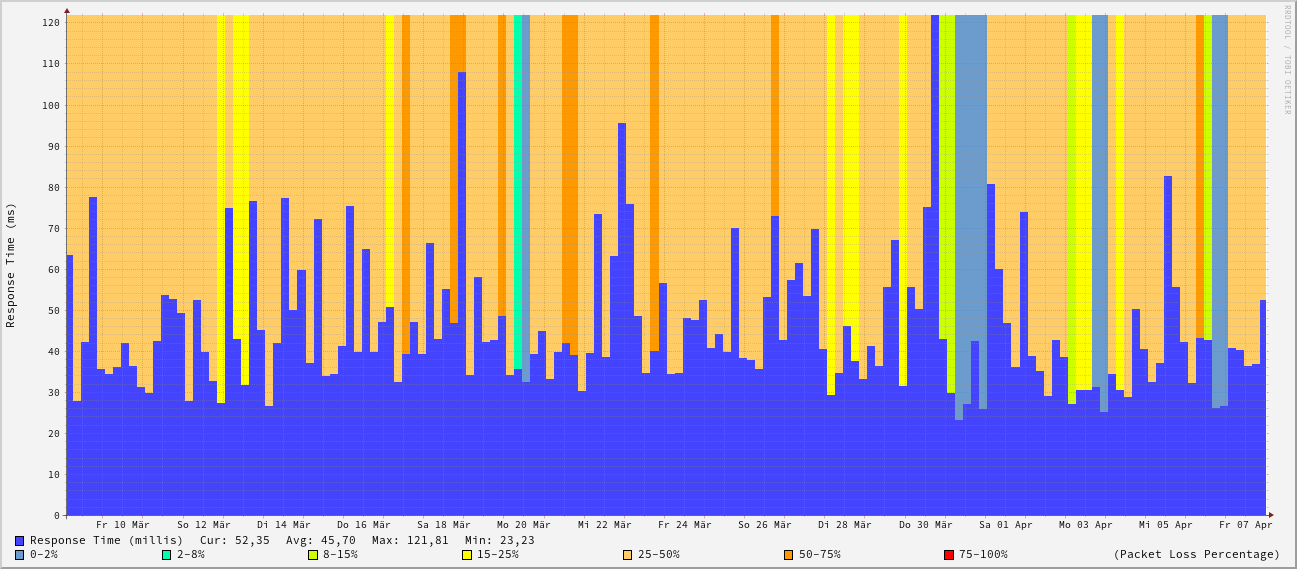 RRDTOOL / TOBI OETIKER
Response Time (ms)
120
110
100
90
80
70
60
50
40
30
20
10
0
Fr 10 Mär So 12 Mär Di 14 Mär Do 16 Mär Sa 18 Mär Mo 20 Mär Mi 22 Mär Fr 24 Mär So 26 Mär Di 28 Mär Do 30 Mär Sa 01 Apr Mo 03 Apr Mi 05 Apr Fr 07 Apr
Response Time (millis) Cur: 52,35 Avg: 45,70 Max: 121,81 Min: 23,23
0-2% 2-8% 8-15% 15-25% 25-50% 50-75% 75-100% (Packet Loss Percentage)